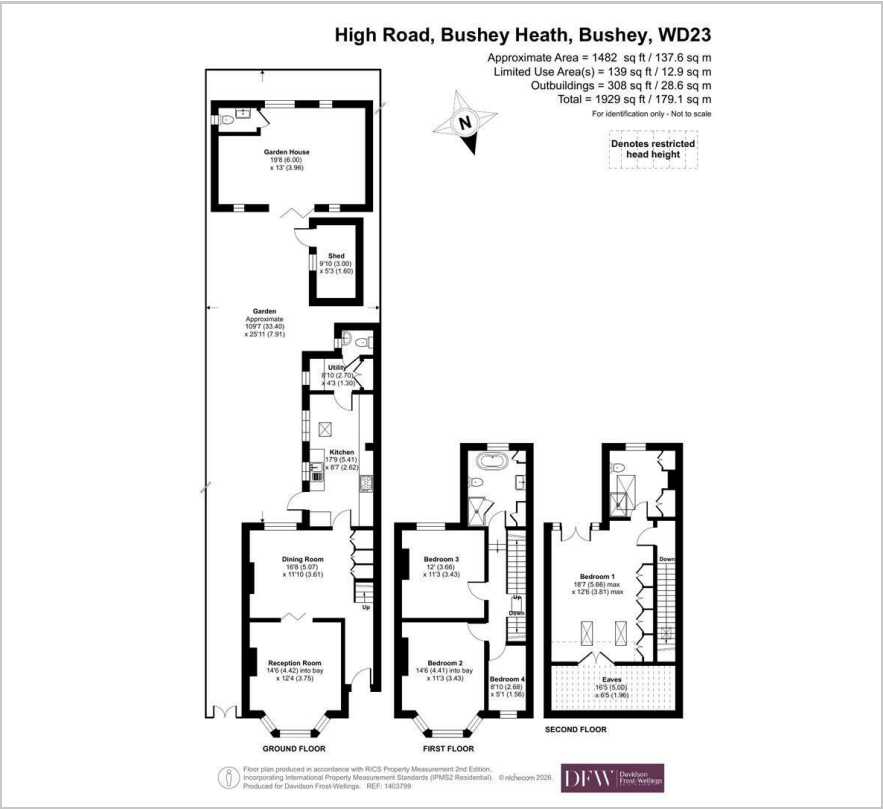 High Road, Bushey Heath, Bushey, WD23
Approximate Area = 1482 sq ft / 137.6 sq m
Limited Use Area(s) = 139 sq ft / 12.9 sq m
Outbuildings = 308 sq ft / 28.6 sq m
Total = 1929 sq ft / 179.1 sq m
For identification only - Not to scale
N
Denotes restricted
head height
Garden House
19'8 (6.00)
x 13' (3.96)
Shed
9'10 (3.00)
x 5'3 (1.60)
Garden
Approximate
109'7 (33.40)
x 25'11 (7.91)
Utility
8'10 (2.70)
x 4'3 (1.30)
Kitchen
17'9 (5.41)
x 8'7 (2.62)
Dining Room
16'8 (5.07)
x 11'10 (3.61)
Up
Reception Room
14'6 (4.42) into bay
x 12'4 (3.75)
GROUND FLOOR
Bedroom 3
12' (3.66)
x 11'3 (3.43)
Up
Down
Bedroom 2
14'6 (4.41) into bay
x 11'3 (3.43)
Bedroom 4
8'10 (2.68)
x 5'1 (1.56)
FIRST FLOOR
Down
Bedroom 1
18'7 (5.66) max
x 12'6 (3.81) max
Eaves
16'5 (5.00)
x 6'5 (1.96)
SECOND FLOOR
Floor plan produced in accordance with RICS Property Measurement 2nd Edition,
Incorporating International Property Measurement Standards (IPMS2 Residential). © nichecom 2026.
Produced for Davidson Frost-Wellings. REF: 1403799
DFW
Davidson
Frost-Wellings